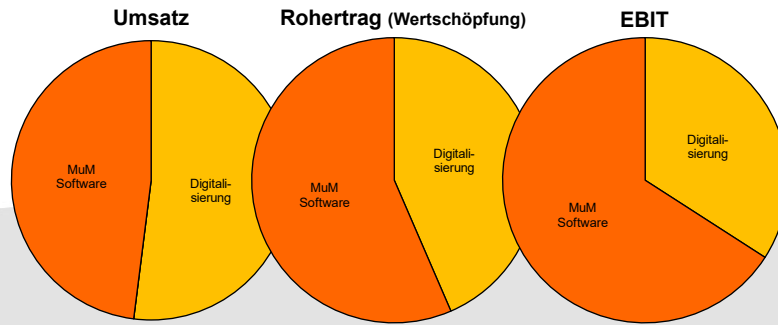 Umsatz
MuM
Software
Digitali-
sierung
Rohertrag (Wertschöpfung)
MuM
Software
Digitali-
sierung
EBIT
MuM
Software
Digitali-
sierung